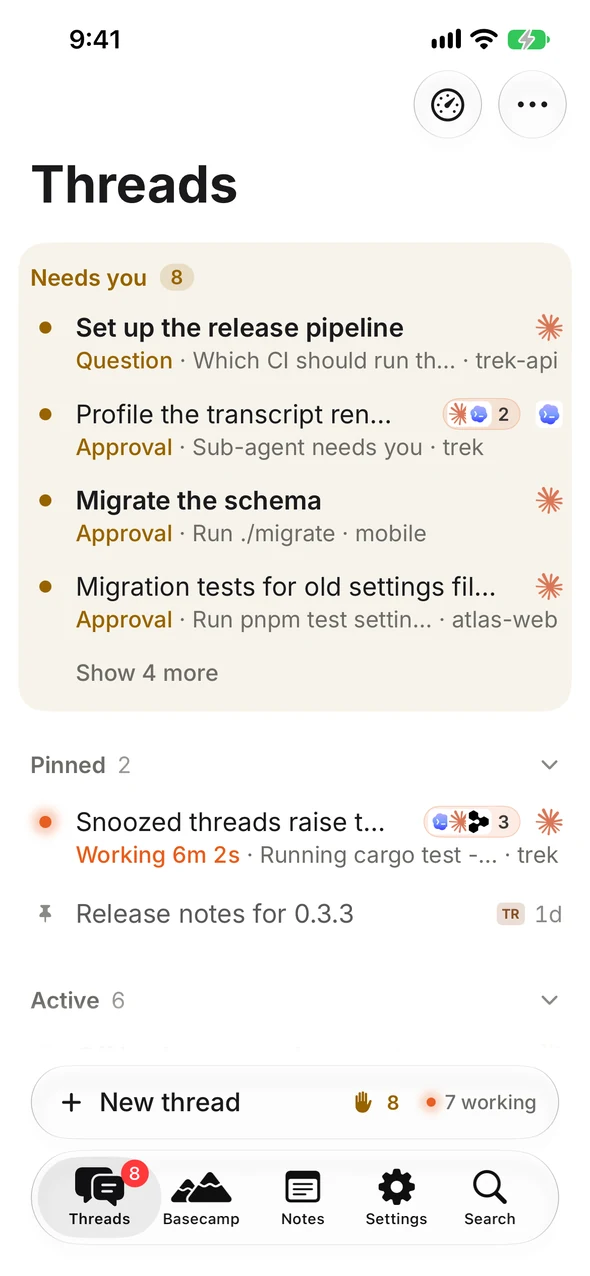 9:41
Threads
Needs you 8
Set up the release pipeline
Question · Which CI should run th... · trek-api
Profile the transcript ren... 2
Approval · Sub-agent needs you · trek
Migrate the schema
Approval · Run ./migrate · mobile
Migration tests for old settings fil...
Approval · Run pnpm test settin... · atlas-web
Show 4 more
Pinned 2
Snoozed threads raise t... 3
Working 6m 2s · Running cargo test -... · trek
Release notes for 0.3.3 TR 1d
Active 6
+ New thread 8 7 working
8
Threads Basecamp Notes Settings Search